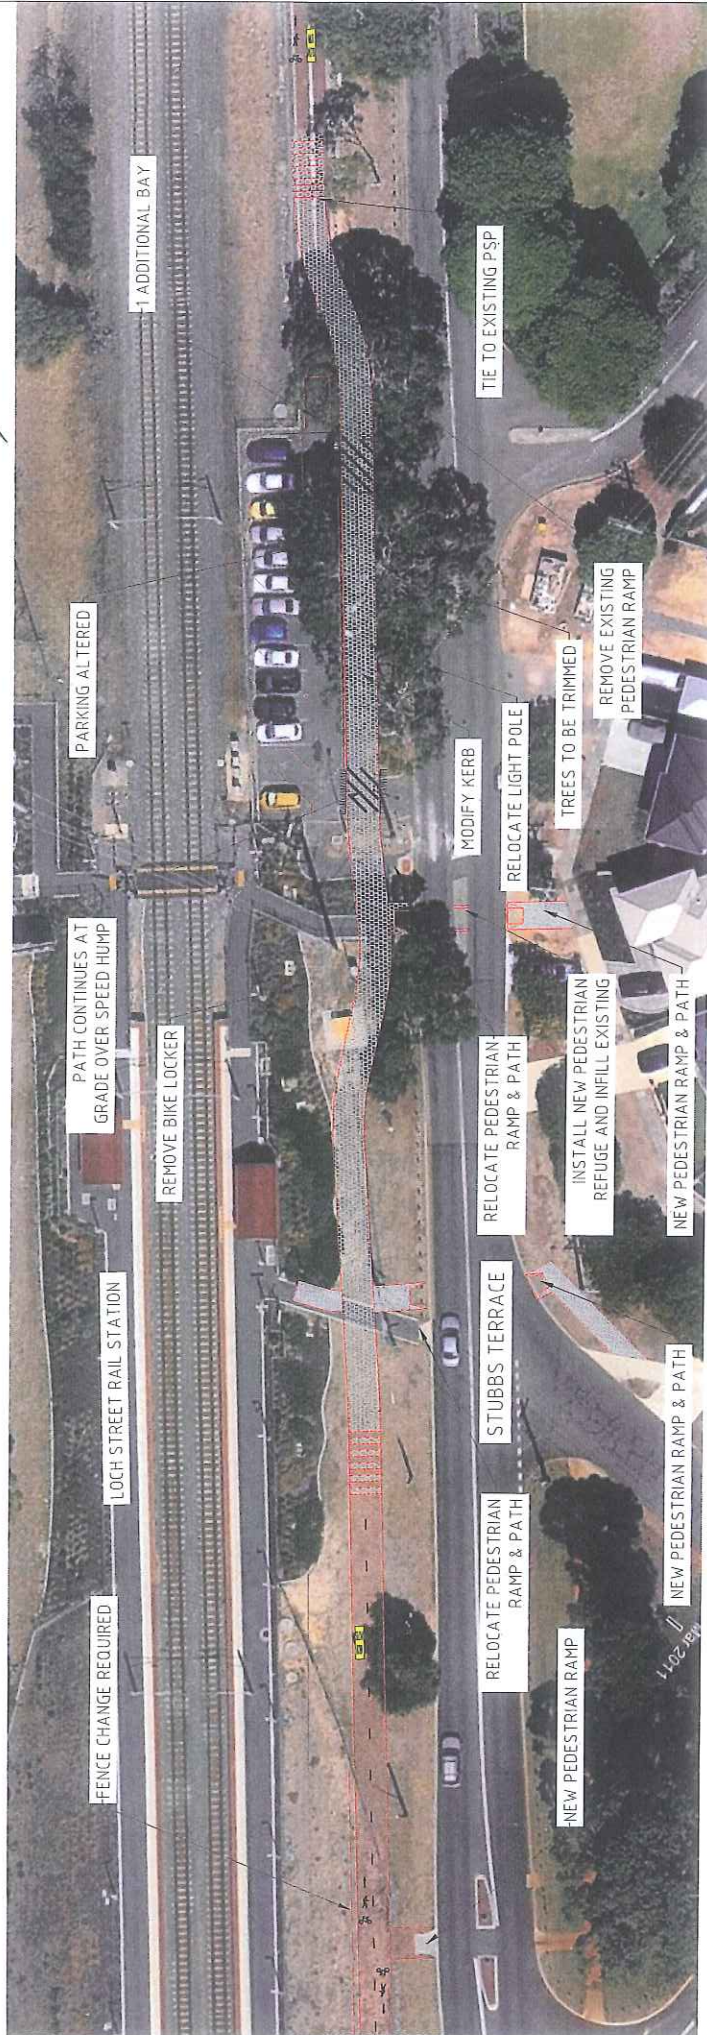 FENCE CHANGE REQUIRED
LOCH STREET RAIL STATION
PATH CONTINUES AT
GRADE OVER SPEED HUMP
REMOVE BIKE LOCKER
PARKING ALTERED
1 ADDITIONAL BAY
NEW PEDESTRIAN RAMP
RELOCATE PEDESTRIAN
RAMP & PATH
STUBBS TERRACE
NEW PEDESTRIAN RAMP & PATH
RELOCATE PEDESTRIAN
RAMP & PATH
INSTALL NEW PEDESTRIAN
REFUGE AND INFILL EXISTING
NEW PEDESTRIAN RAMP & PATH
MODIFY KERB
RELOCATE LIGHT POLE
TREES TO BE TRIMMED
REMOVE EXISTING
PEDESTRIAN RAMP
TIE TO EXISTING PSP
Mar 2011